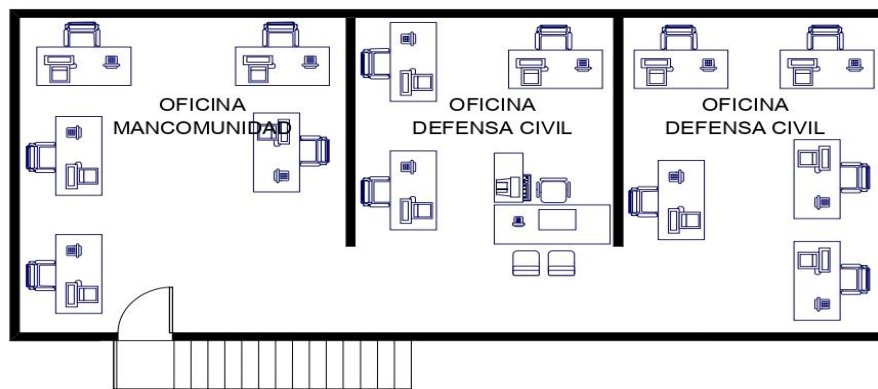 OFICINA
MANCOMUNIDAD
OFICINA
DEFENSA CIVIL
OFICINA
DEFENSA CIVIL